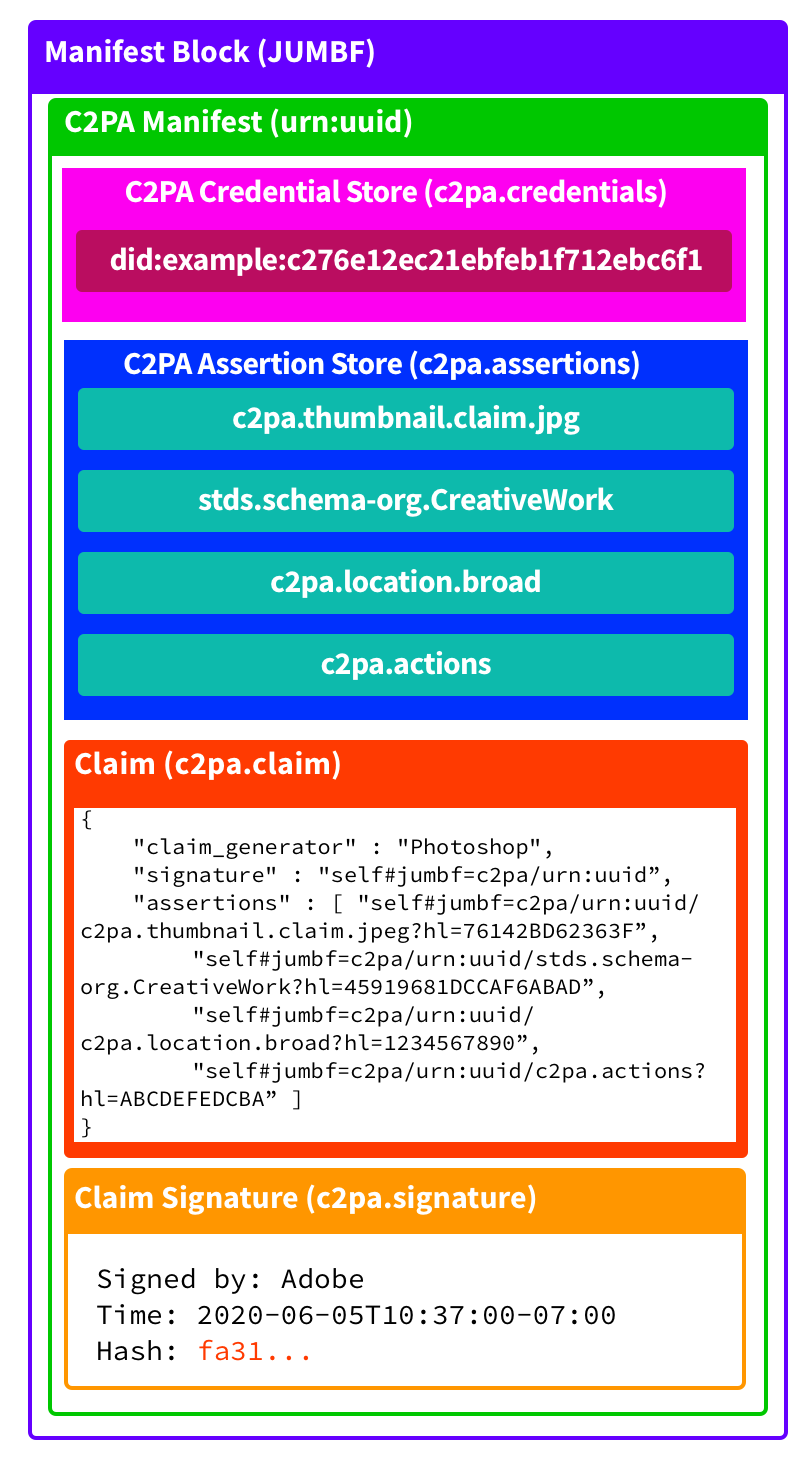 Manifest Block (JUMBF)
C2PA Manifest (urn:uuid)
C2PA Credential Store (c2pa.credentials)
did:example:c276e12ec21ebfeb1f712ebc6f1
C2PA Assertion Store (c2pa.assertions)
c2pa.thumbnail.claim.jpg
stds.schema-org.CreativeWork
c2pa.location.broad
c2pa.actions
Claim (c2pa.claim)
{
    "claim_generator" : "Photoshop",
    "signature" : "self#jumbf=c2pa/urn:uuid”,
    "assertions" : [ "self#jumbf=c2pa/urn:uuid/
c2pa.thumbnail.claim.jpeg?hl=76142BD62363F”,
        "self#jumbf=c2pa/urn:uuid/stds.schema-
org.CreativeWork?hl=45919681DCCAF6ABAD”,
        "self#jumbf=c2pa/urn:uuid/
c2pa.location.broad?hl=1234567890”,
        "self#jumbf=c2pa/urn:uuid/c2pa.actions?
hl=ABCDEFEDCBA” ]
}
Claim Signature (c2pa.signature)
Signed by: Adobe
Time: 2020-06-05T10:37:00-07:00
Hash: fa31...